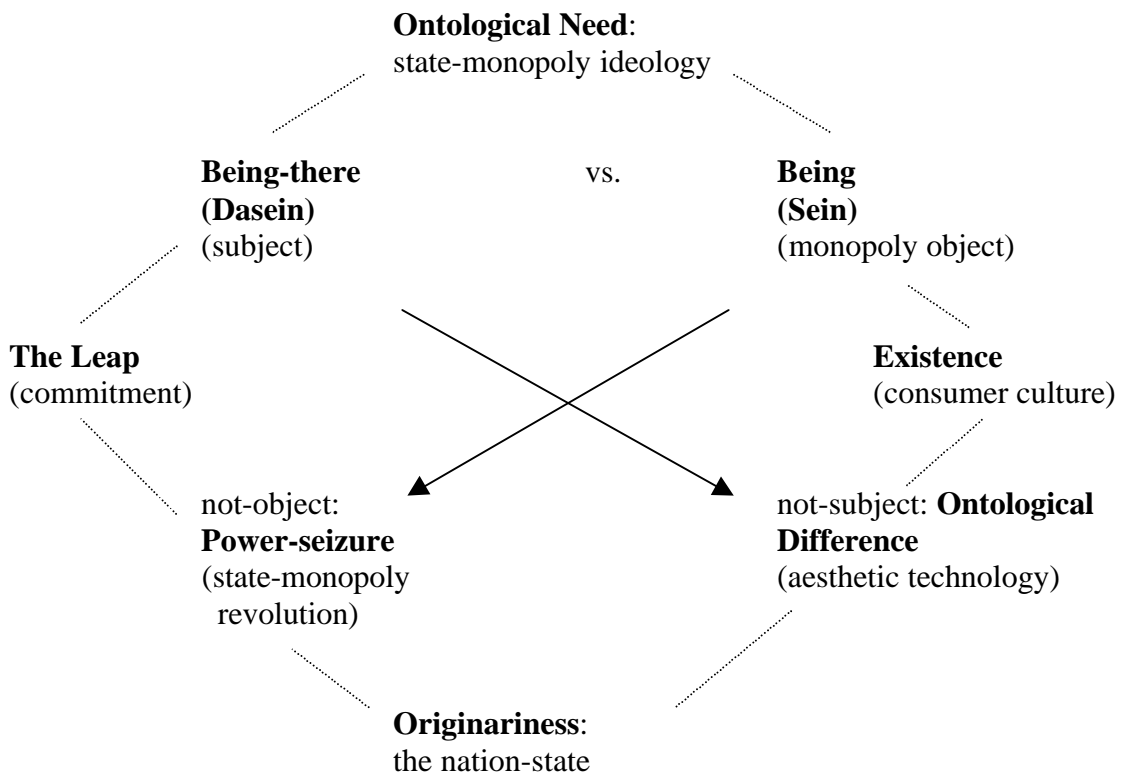 Ontological Need:
state-monopoly ideology
Being-there vs. Being
(Dasein) (Sein)
(subject) (monopoly object)
The Leap Existence
(commitment) (consumer culture)
not-object: not-subject: Ontological
Power-seizure Difference
(state-monopoly (aesthetic technology)
revolution)
Originariness:
the nation-state